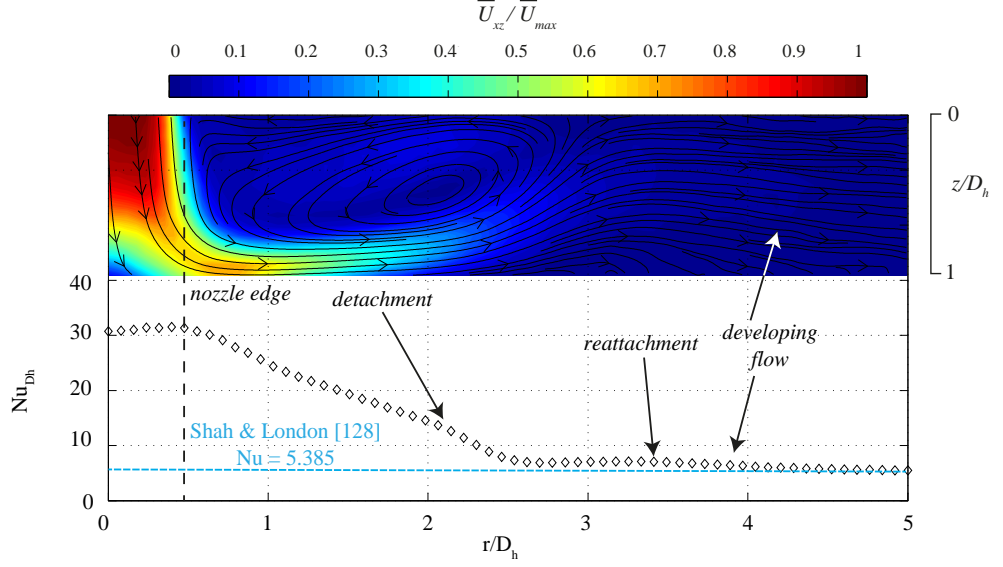 U̅xz / U̅max
0 0.1 0.2 0.3 0.4 0.5 0.6 0.7 0.8 0.9 1
0
z/Dh
1
40
30
20
10
0
NuDh
nozzle edge
detachment
reattachment
developing
flow
Shah & London [128]
Nu = 5.385
0 1 2 3 4 5
r/Dh